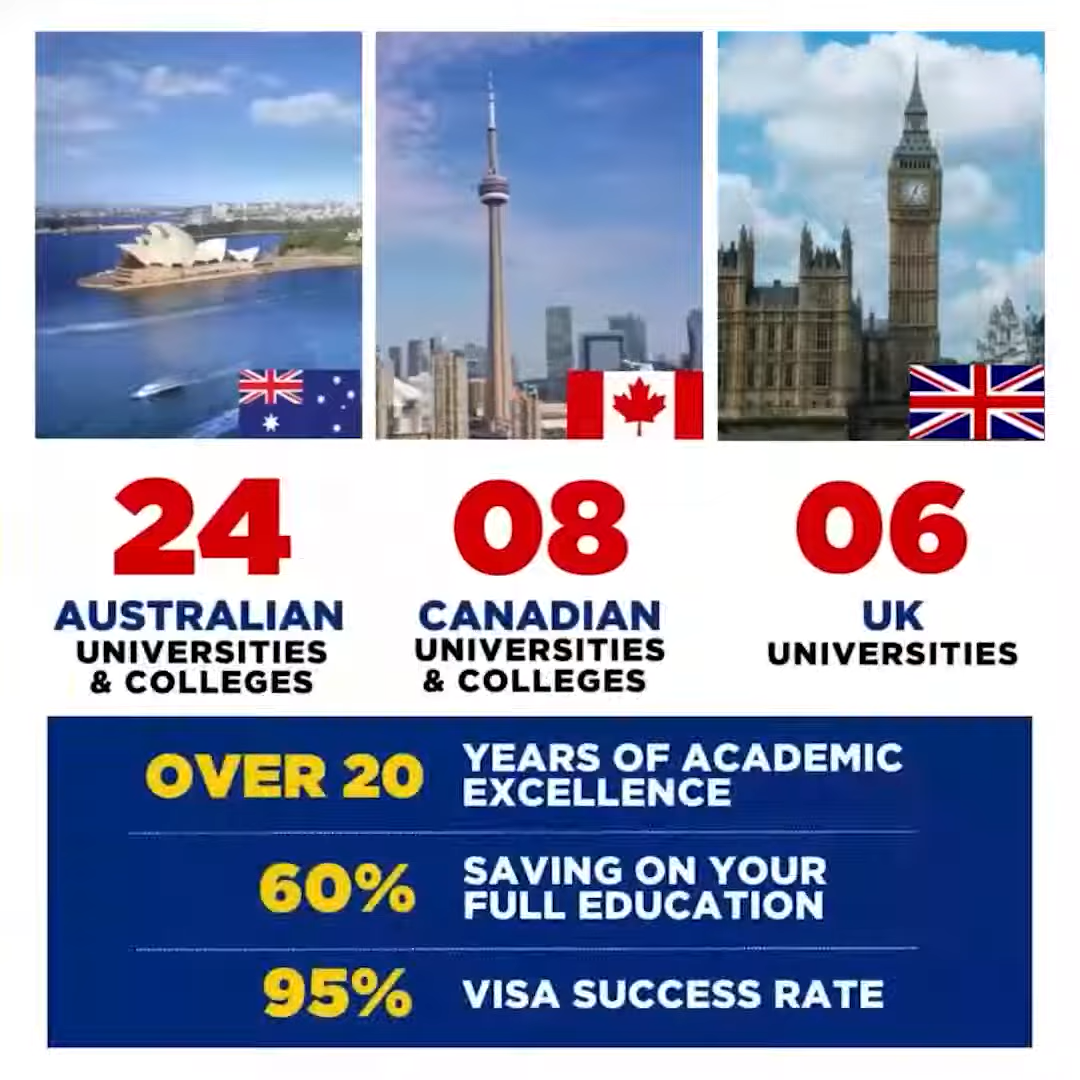 24
AUSTRALIAN
UNIVERSITIES
& COLLEGES
08
CANADIAN
UNIVERSITIES
& COLLEGES
06
UK
UNIVERSITIES
OVER 20
YEARS OF ACADEMIC
EXCELLENCE
60%
SAVING ON YOUR
FULL EDUCATION
95%
VISA SUCCESS RATE